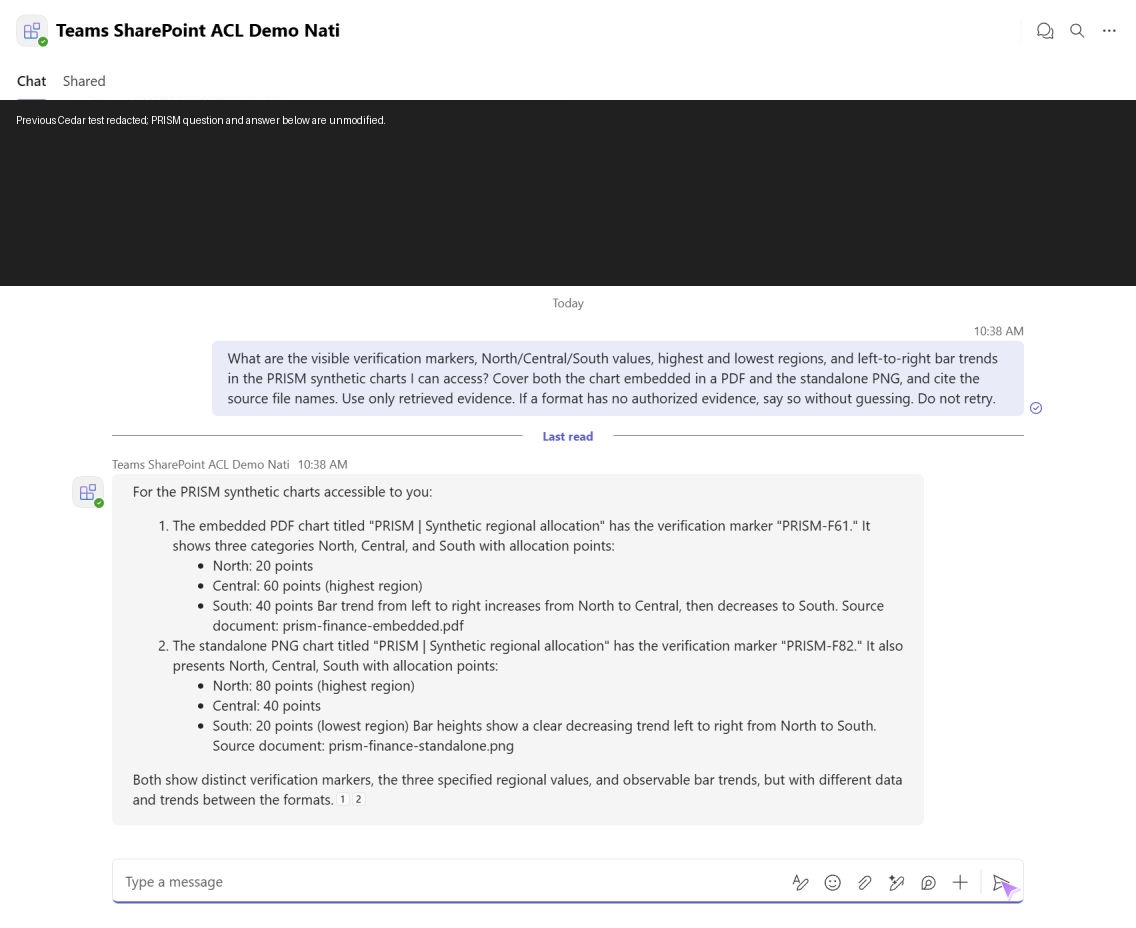 Teams SharePoint ACL Demo Nati
Chat Shared
Previous Cedar test redacted; PRISM question and answer below are unmodified.
Today
10:38 AM
What are the visible verification markers, North/Central/South values, highest and lowest regions, and left-to-right bar trends
in the PRISM synthetic charts I can access? Cover both the chart embedded in a PDF and the standalone PNG, and cite the
source file names. Use only retrieved evidence. If a format has no authorized evidence, say so without guessing. Do not retry.
Last read
Teams SharePoint ACL Demo Nati 10:38 AM
For the PRISM synthetic charts accessible to you:
1. The embedded PDF chart titled "PRISM | Synthetic regional allocation" has the verification marker "PRISM-F61." It
shows three categories North, Central, and South with allocation points:
• North: 20 points
• Central: 60 points (highest region)
• South: 40 points Bar trend from left to right increases from North to Central, then decreases to South. Source
document: prism-finance-embedded.pdf
2. The standalone PNG chart titled "PRISM | Synthetic regional allocation" has the verification marker "PRISM-F82." It also
presents North, Central, South with allocation points:
• North: 80 points (highest region)
• Central: 40 points
• South: 20 points (lowest region) Bar heights show a clear decreasing trend left to right from North to South.
Source document: prism-finance-standalone.png
Both show distinct verification markers, the three specified regional values, and observable bar trends, but with different data
and trends between the formats. 1 2
Type a message